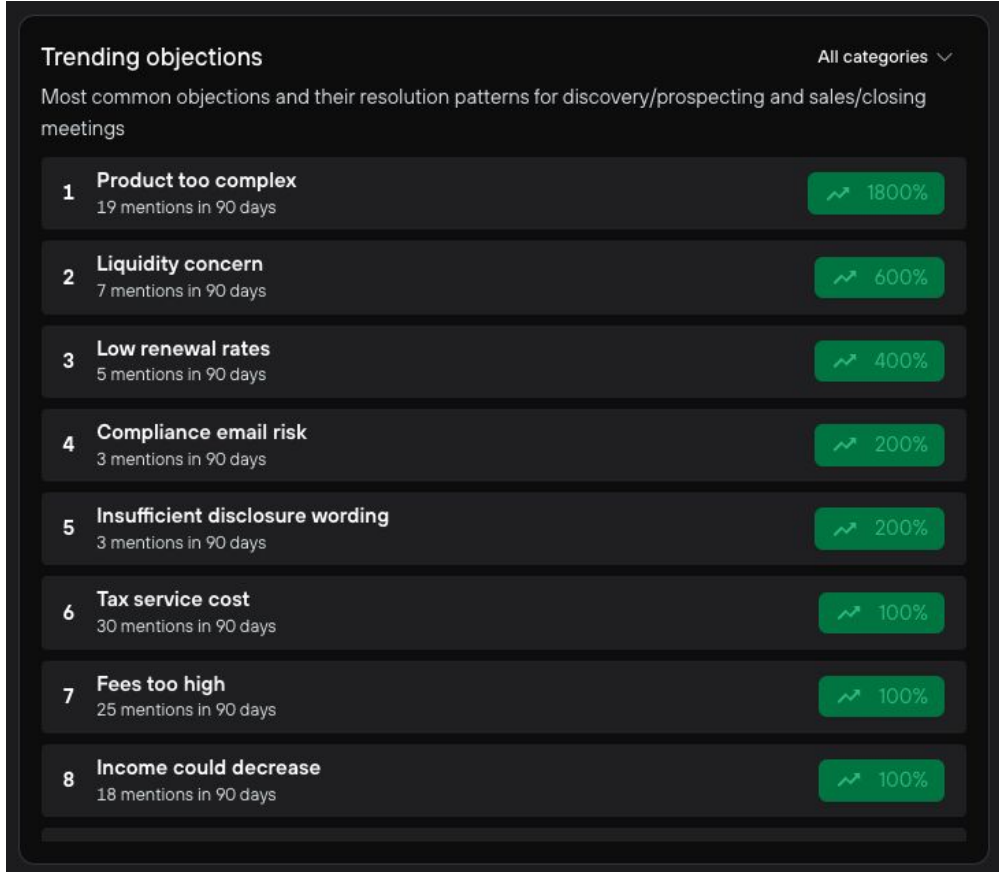 Trending objections
All categories
Most common objections and their resolution patterns for discovery/prospecting and sales/closing
meetings
1
Product too complex
19 mentions in 90 days
1800%
2
Liquidity concern
7 mentions in 90 days
600%
3
Low renewal rates
5 mentions in 90 days
400%
4
Compliance email risk
3 mentions in 90 days
200%
5
Insufficient disclosure wording
3 mentions in 90 days
200%
6
Tax service cost
30 mentions in 90 days
100%
7
Fees too high
25 mentions in 90 days
100%
8
Income could decrease
18 mentions in 90 days
100%